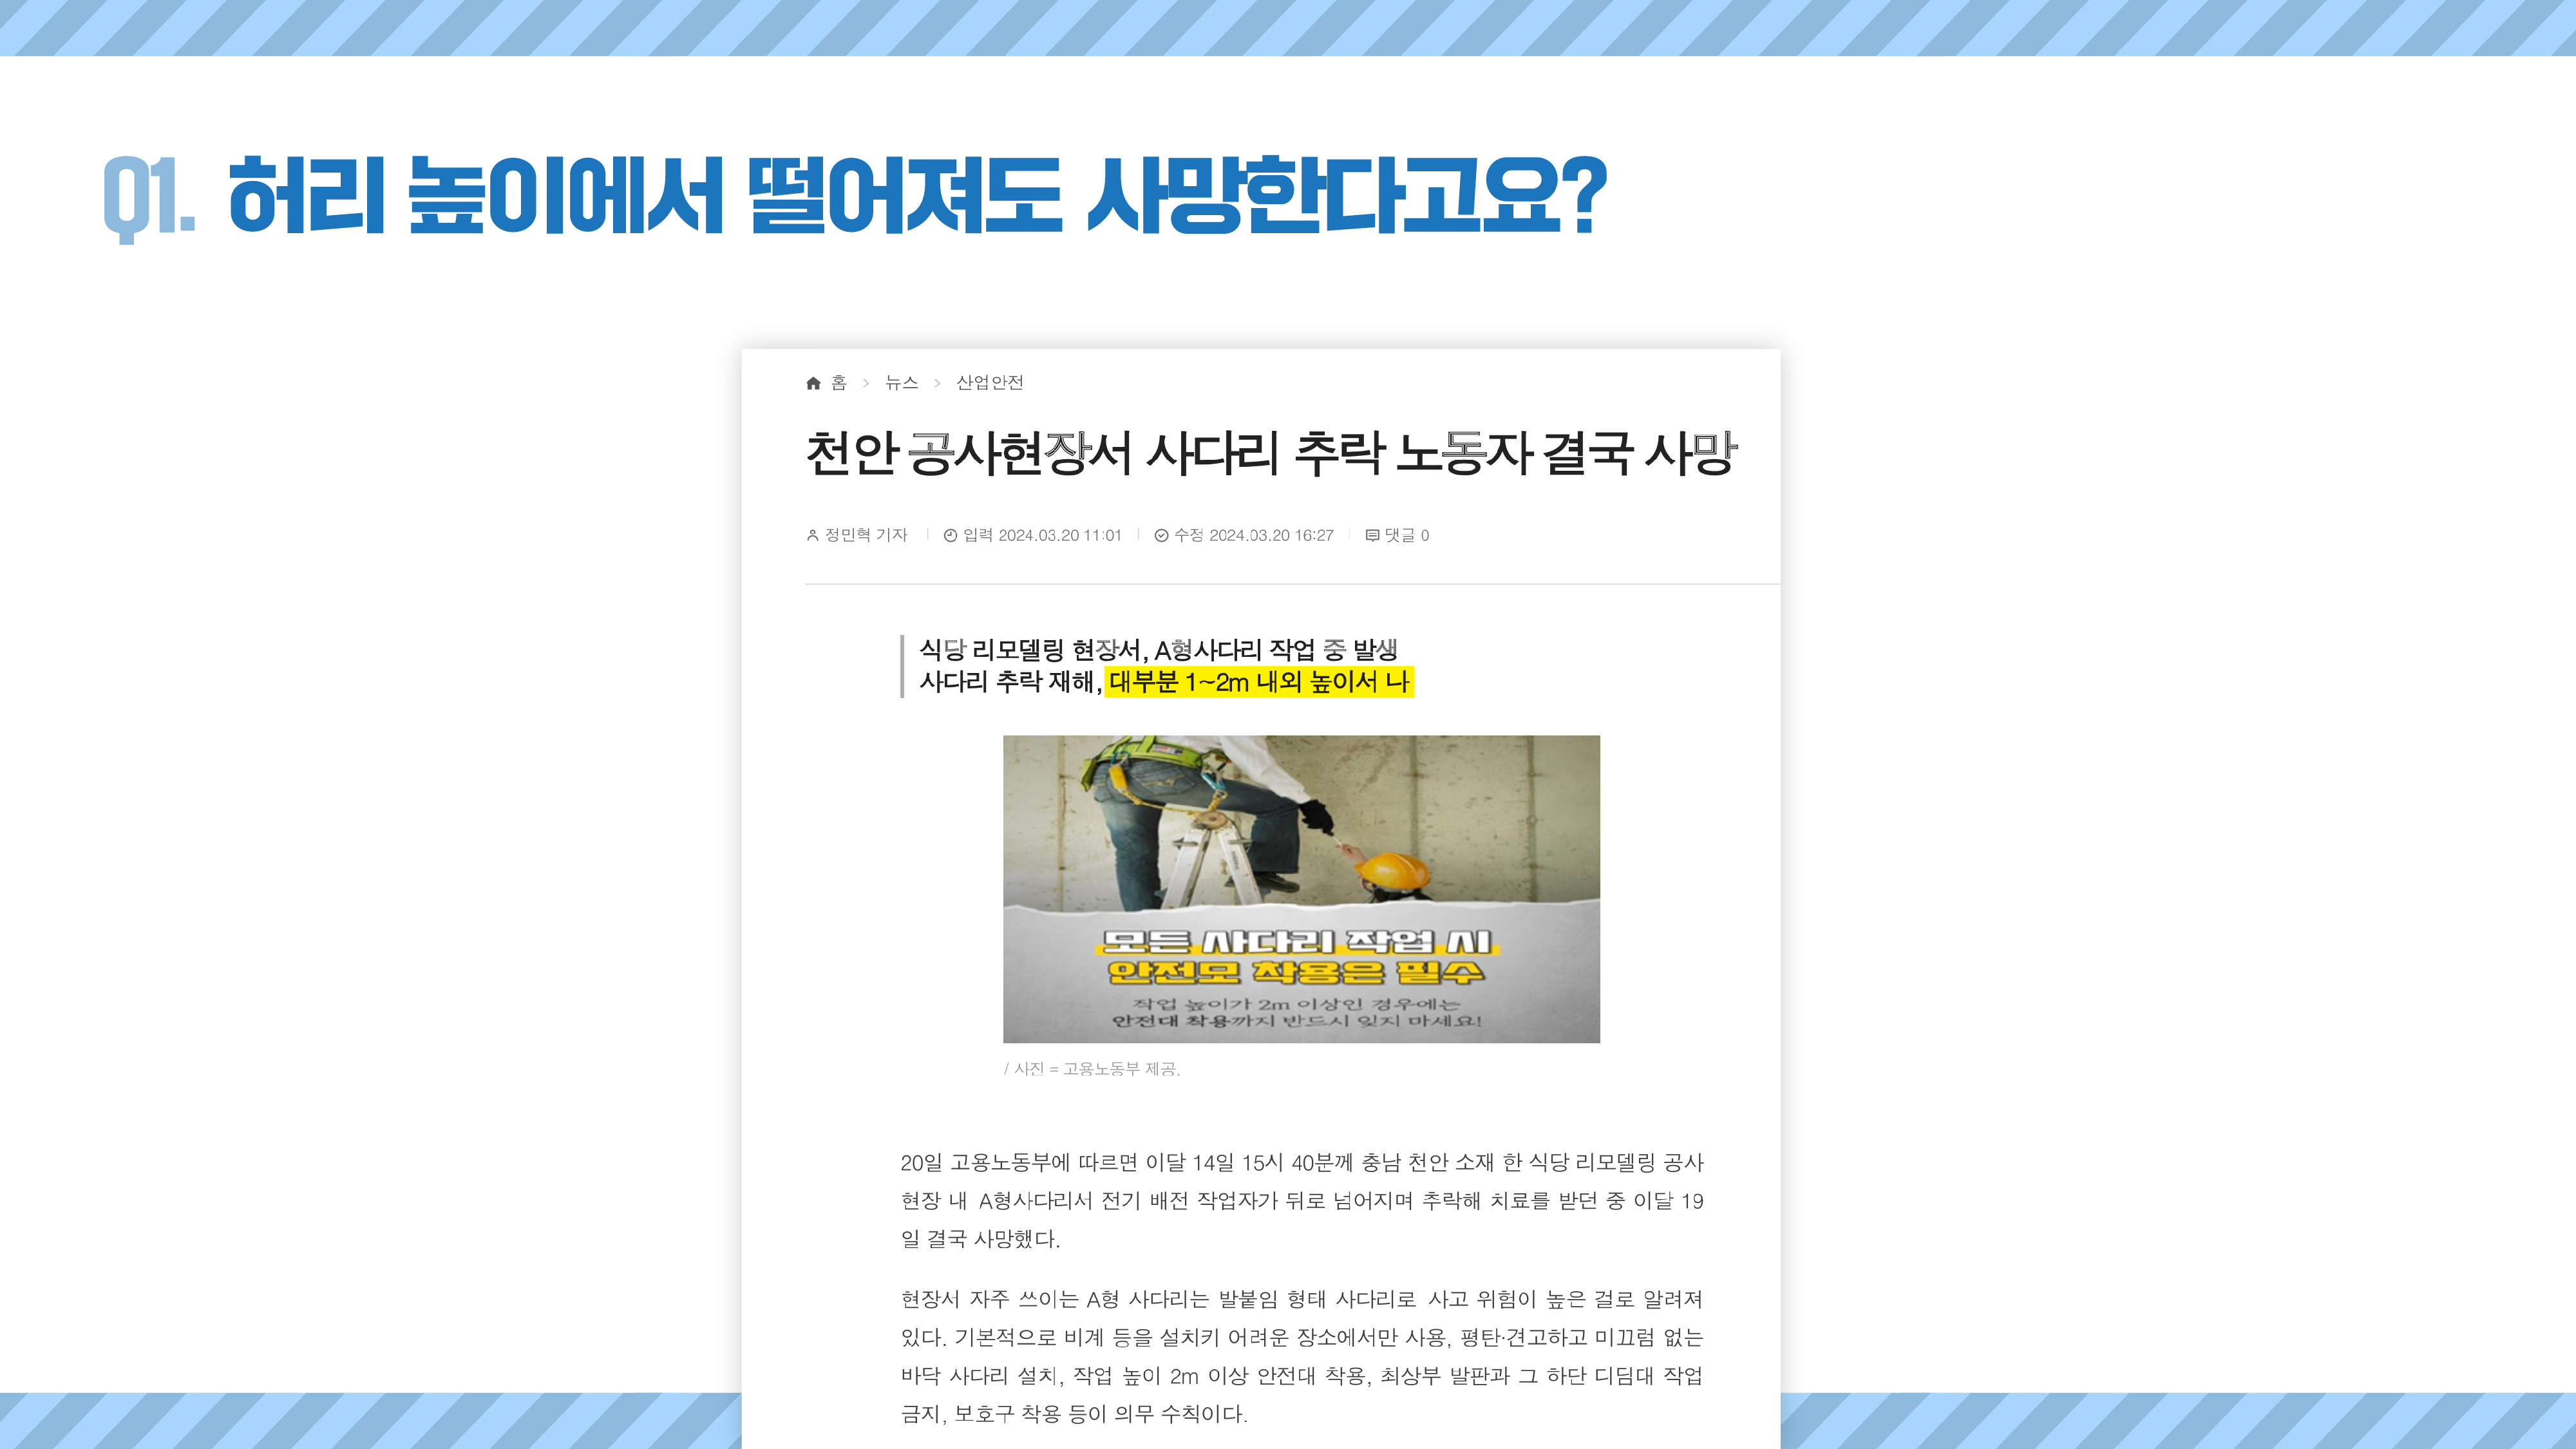 Q1. 허리 높이에서 떨어져도 사망한다고요?
홈 > 뉴스 > 산업안전
천안 공사현장서 사다리 추락 노동자 결국 사망
정민혁 기자 | 입력 2024.03.20 11:01 | 수정 2024.03.20 16:27 | 댓글 0
식당 리모델링 현장서, A형사다리 작업 중 발생
사다리 추락 재해, 대부분 1~2m 내외 높이서 나
모든 사다리 작업 시
안전모 착용은 필수
작업 높이가 2m 이상인 경우에는
안전대 착용까지 반드시 잊지 마세요!
/ 사진 = 고용노동부 제공.
20일 고용노동부에 따르면 이달 14일 15시 40분께 충남 천안 소재 한 식당 리모델링 공사
현장 내 A형사다리서 전기 배전 작업자가 뒤로 넘어지며 추락해 치료를 받던 중 이달 19
일 결국 사망했다.
현장서 자주 쓰이는 A형 사다리는 발붙임 형태 사다리로 사고 위험이 높은 걸로 알려져
있다. 기본적으로 비계 등을 설치키 어려운 장소에서만 사용, 평탄·견고하고 미끄럼 없는
바닥 사다리 설치, 작업 높이 2m 이상 안전대 착용, 최상부 발판과 그 하단 디딤대 작업
금지, 보호구 착용 등이 의무 수칙이다.